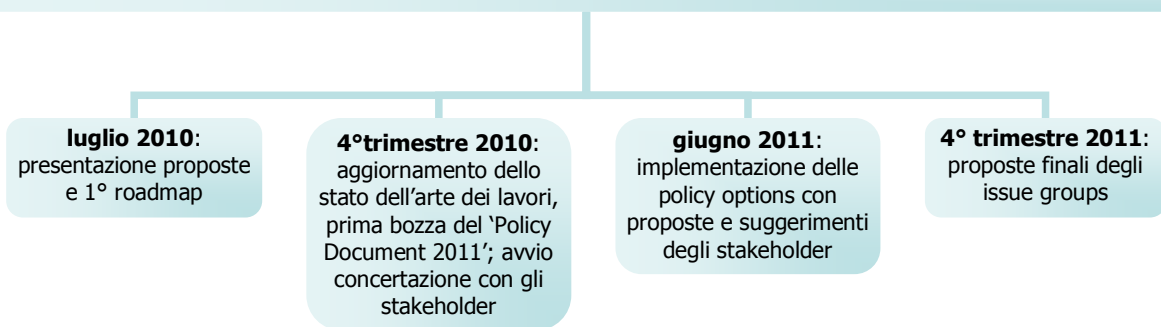 luglio 2010:
presentazione proposte
e 1° roadmap
4°trimestre 2010:
aggiornamento dello
stato dell’arte dei lavori,
prima bozza del ‘Policy
Document 2011’; avvio
concertazione con gli
stakeholder
giugno 2011:
implementazione delle
policy options con
proposte e suggerimenti
degli stakeholder
4° trimestre 2011:
proposte finali degli
issue groups